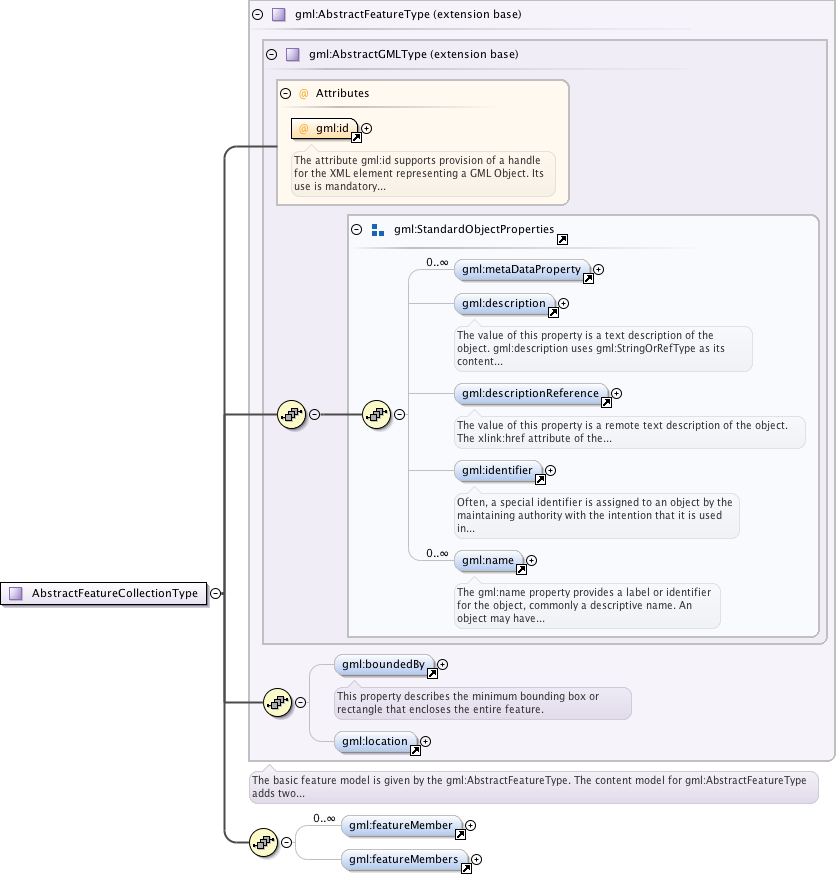 gml:AbstractFeatureType (extension base)
gml:AbstractGMLType (extension base)
@ Attributes
@ gml:id
The attribute gml:id supports provision of a handle
for the XML element representing a GML Object. Its
use is mandatory...
gml:StandardObjectProperties
0..∞
gml:metaDataProperty
gml:description
The value of this property is a text description of the
object. gml:description uses gml:StringOrRefType as its
content...
gml:descriptionReference
The value of this property is a remote text description of the object.
The xlink:href attribute of the...
gml:identifier
Often, a special identifier is assigned to an object by the
maintaining authority with the intention that it is used
in...
0..∞
gml:name
The gml:name property provides a label or identifier
for the object, commonly a descriptive name. An
object may have...
AbstractFeatureCollectionType
gml:boundedBy
This property describes the minimum bounding box or
rectangle that encloses the entire feature.
gml:location
The basic feature model is given by the gml:AbstractFeatureType. The content model for gml:AbstractFeatureType
adds two...
0..∞
gml:featureMember
gml:featureMembers